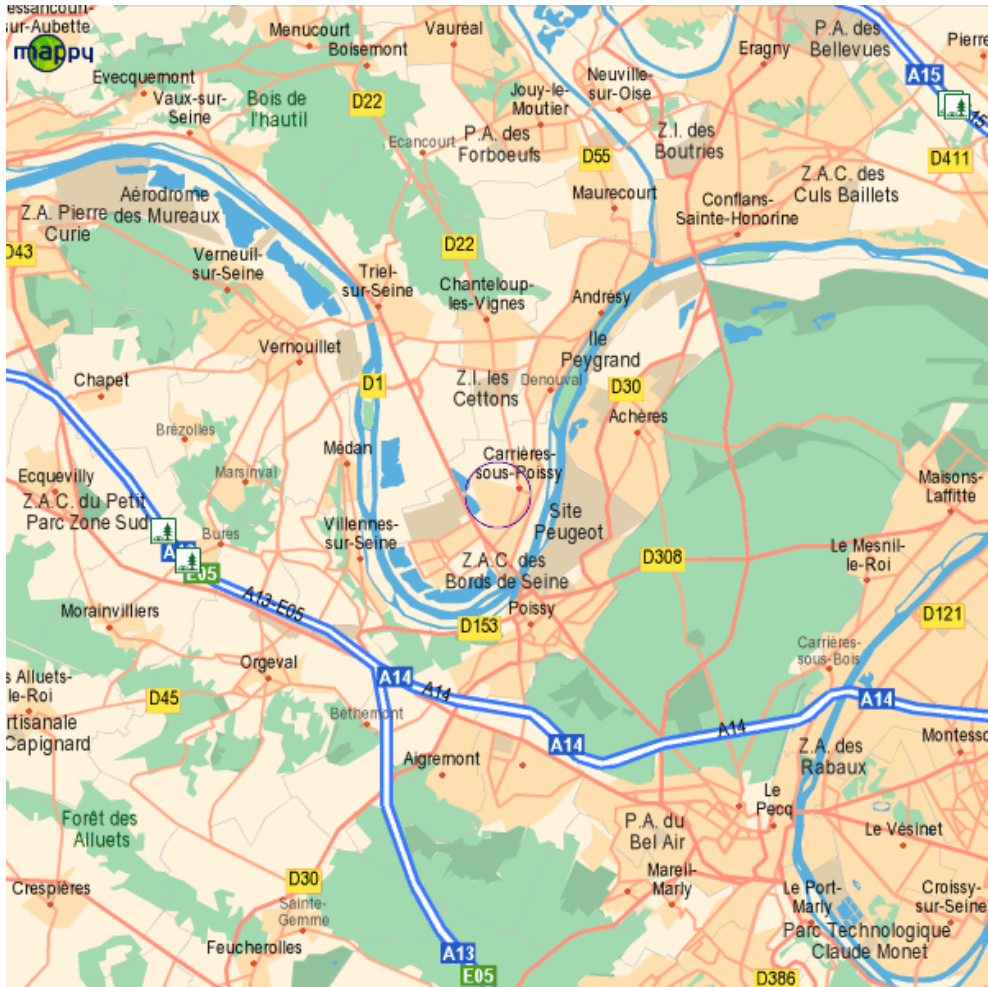 essancourt-
sur-Aubette
mappy
Menucourt
Boisemont
Vauréal
Eragny
P.A. des
Bellevues
Pierre
A15
15
D411
Evecquemont
Vaux-sur-
Seine
Bois de
l'hautil
D22
Ecancourt
Jouy-le-
Moutier
Neuville-
sur-Oise
P.A. des
Forboeufs
D55
Z.I. des
Boutries
Maurecourt
Conflans-
Sainte-Honorine
Z.A.C. des
Culs Baillets
Aérodrome
des Mureaux
Z.A. Pierre
Curie
D43
Verneuil-
sur-Seine
Triel-
sur-Seine
D22
Chanteloup-
les-Vignes
Andrésy
Ile
Peygrand
Vernouillet
Chapet
D1
Z.I. les
Cettons
Denouval
D30
Achères
Brézolles
Médan
Carrières-
sous-Poissy
Ecquevilly
Marsinval
Z.A.C. du Petit
Parc Zone Sud
Maisons-
Laffitte
Villennes-
sur-Seine
Site
Peugeot
Bures
E05
A13-E05
Z.A.C. des
Bords de Seine
D308
Le Mesnil-
le-Roi
Morainvilliers
D153
Poissy
D121
Carrières-
sous-Bois
Orgeval
s Alluets-
le-Roi
D45
A14
A14
A14
A14
A14
rtisanale
Capignard
Béthemont
Aigremont
Z.A. des
Rabaux
Montesso
Le
Pecq
Forêt des
Alluets
P.A. du
Bel Air
Le Vésinet
Crespières
D30
Sainte-
Gemme
Mareil-
Marly
Le Port-
Marly
Croissy-
sur-Seine
Feucherolles
A13
E05
Parc Technologique
Claude Monet
D386